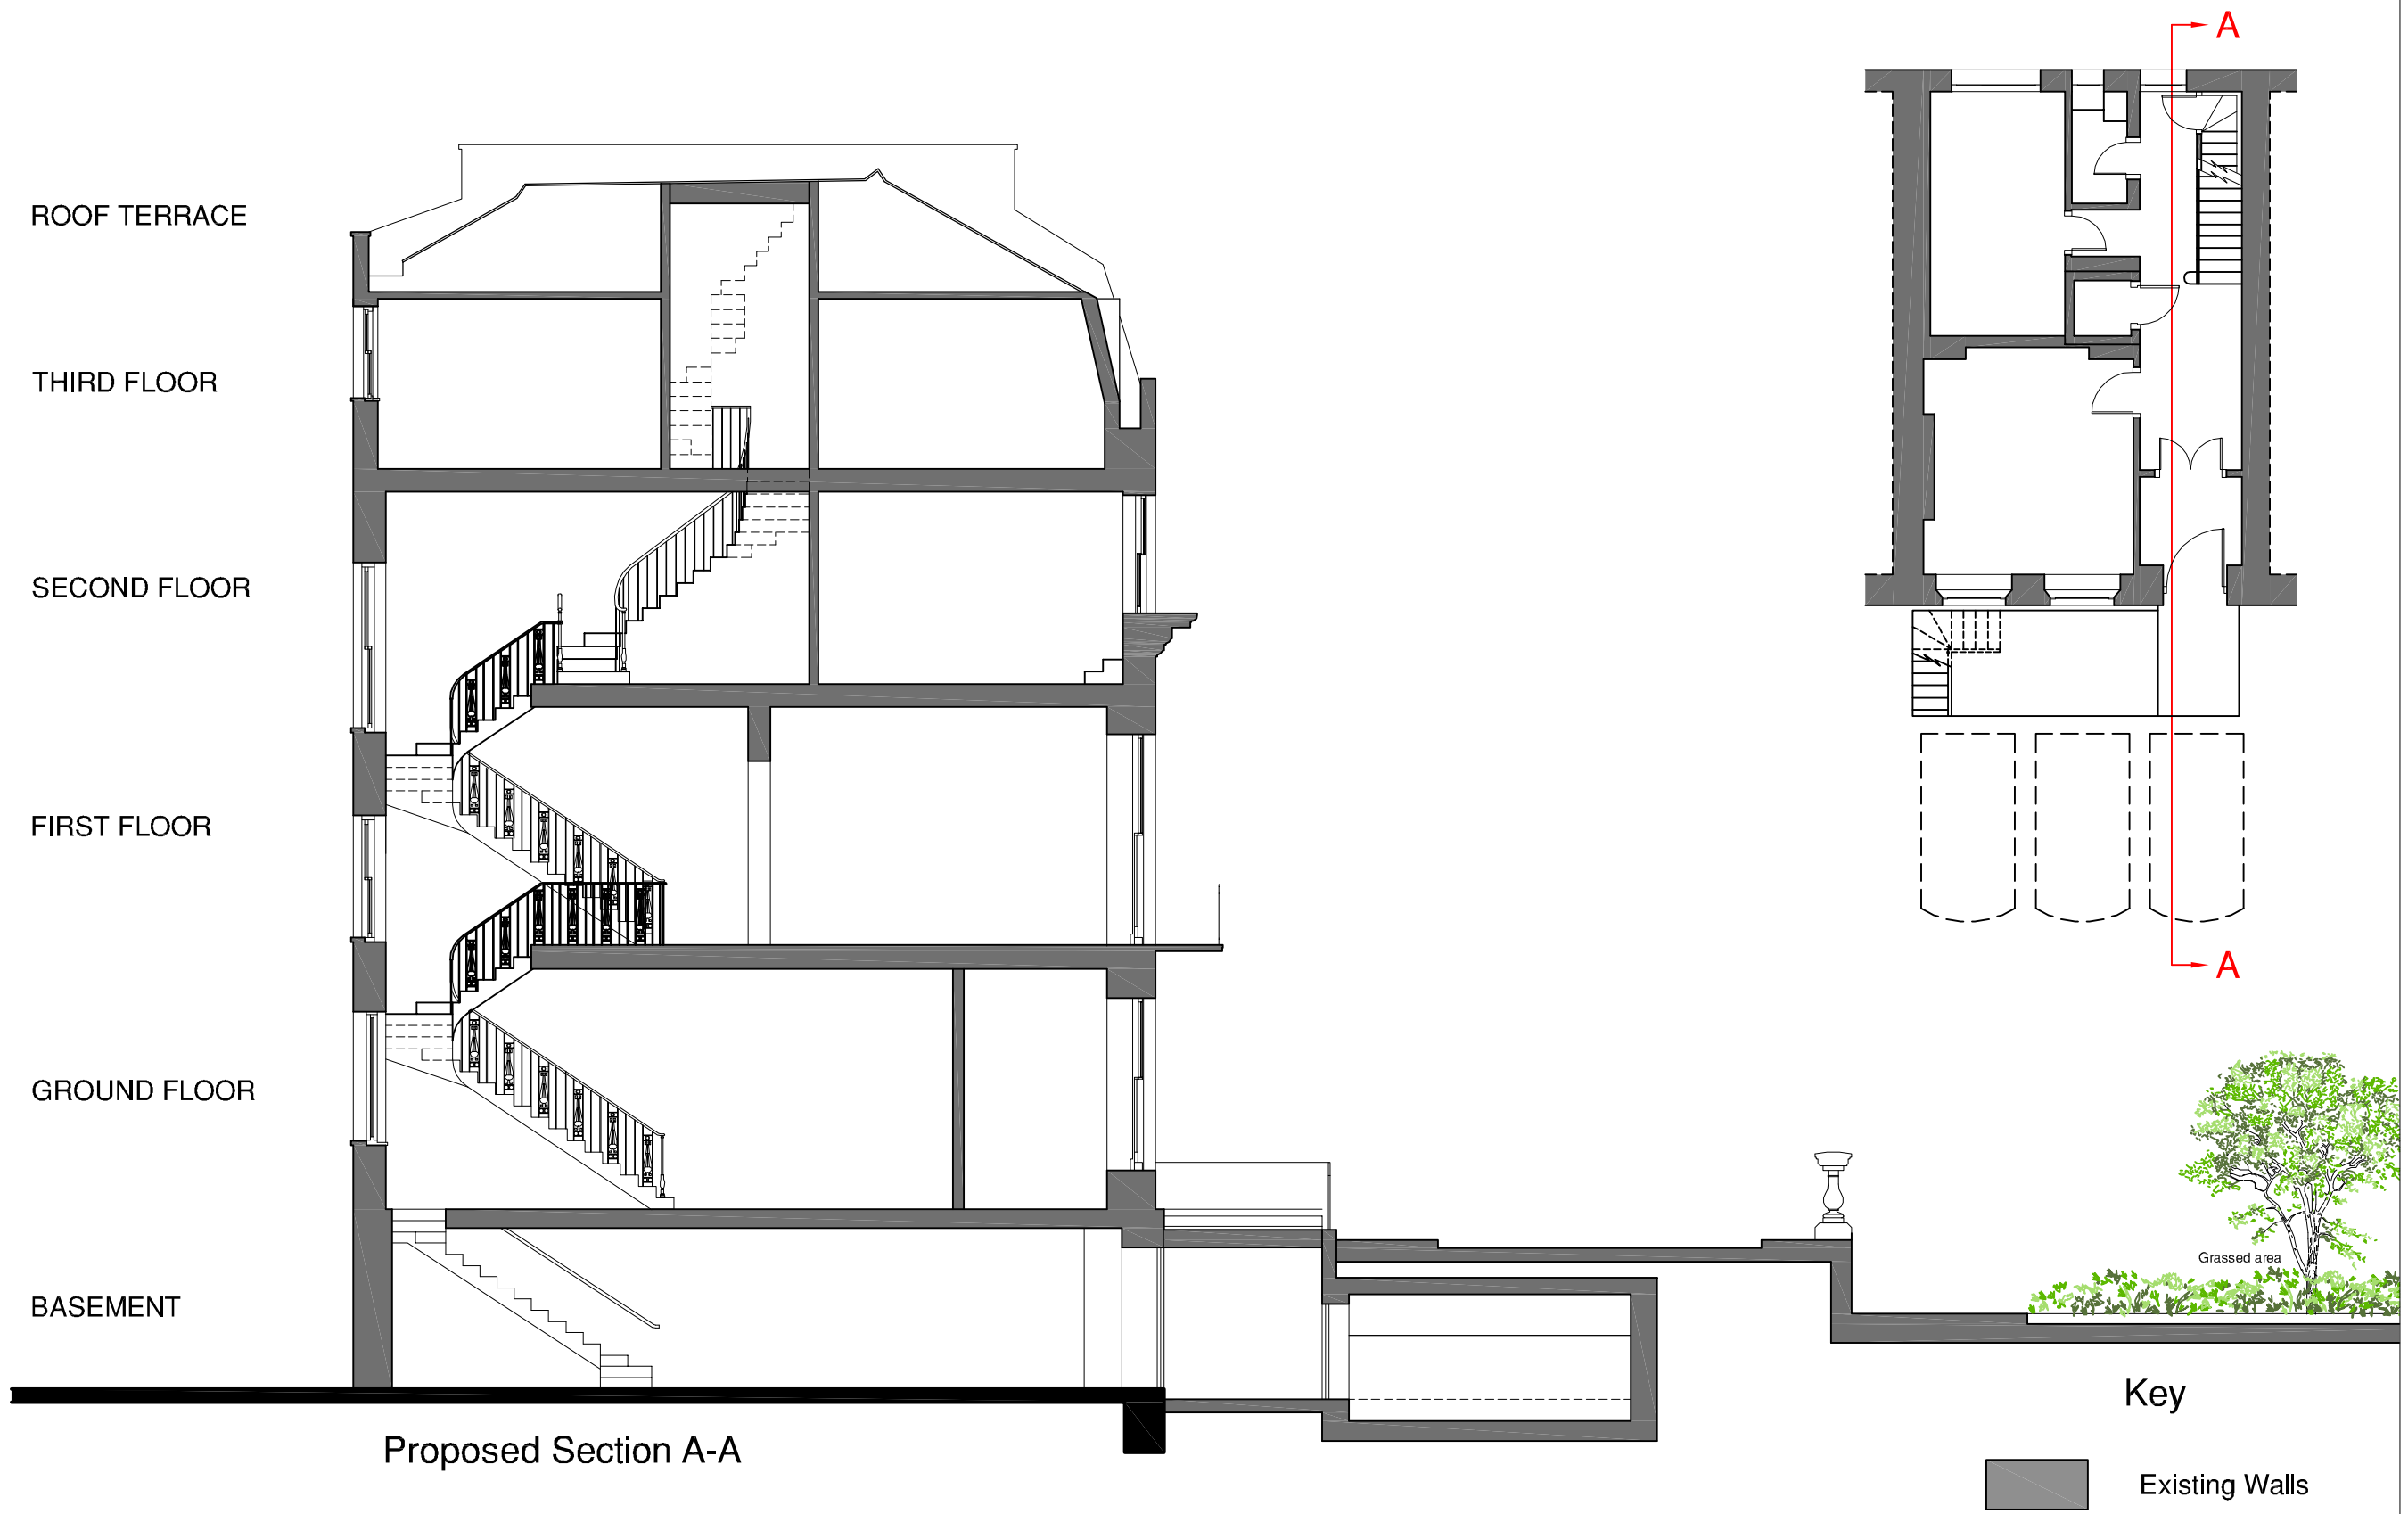 A
ROOF TERRACE
THIRD FLOOR
SECOND FLOOR
FIRST FLOOR
A
GROUND FLOOR
Grassed area
BASEMENT
Key
Proposed Section A-A
Existing Walls